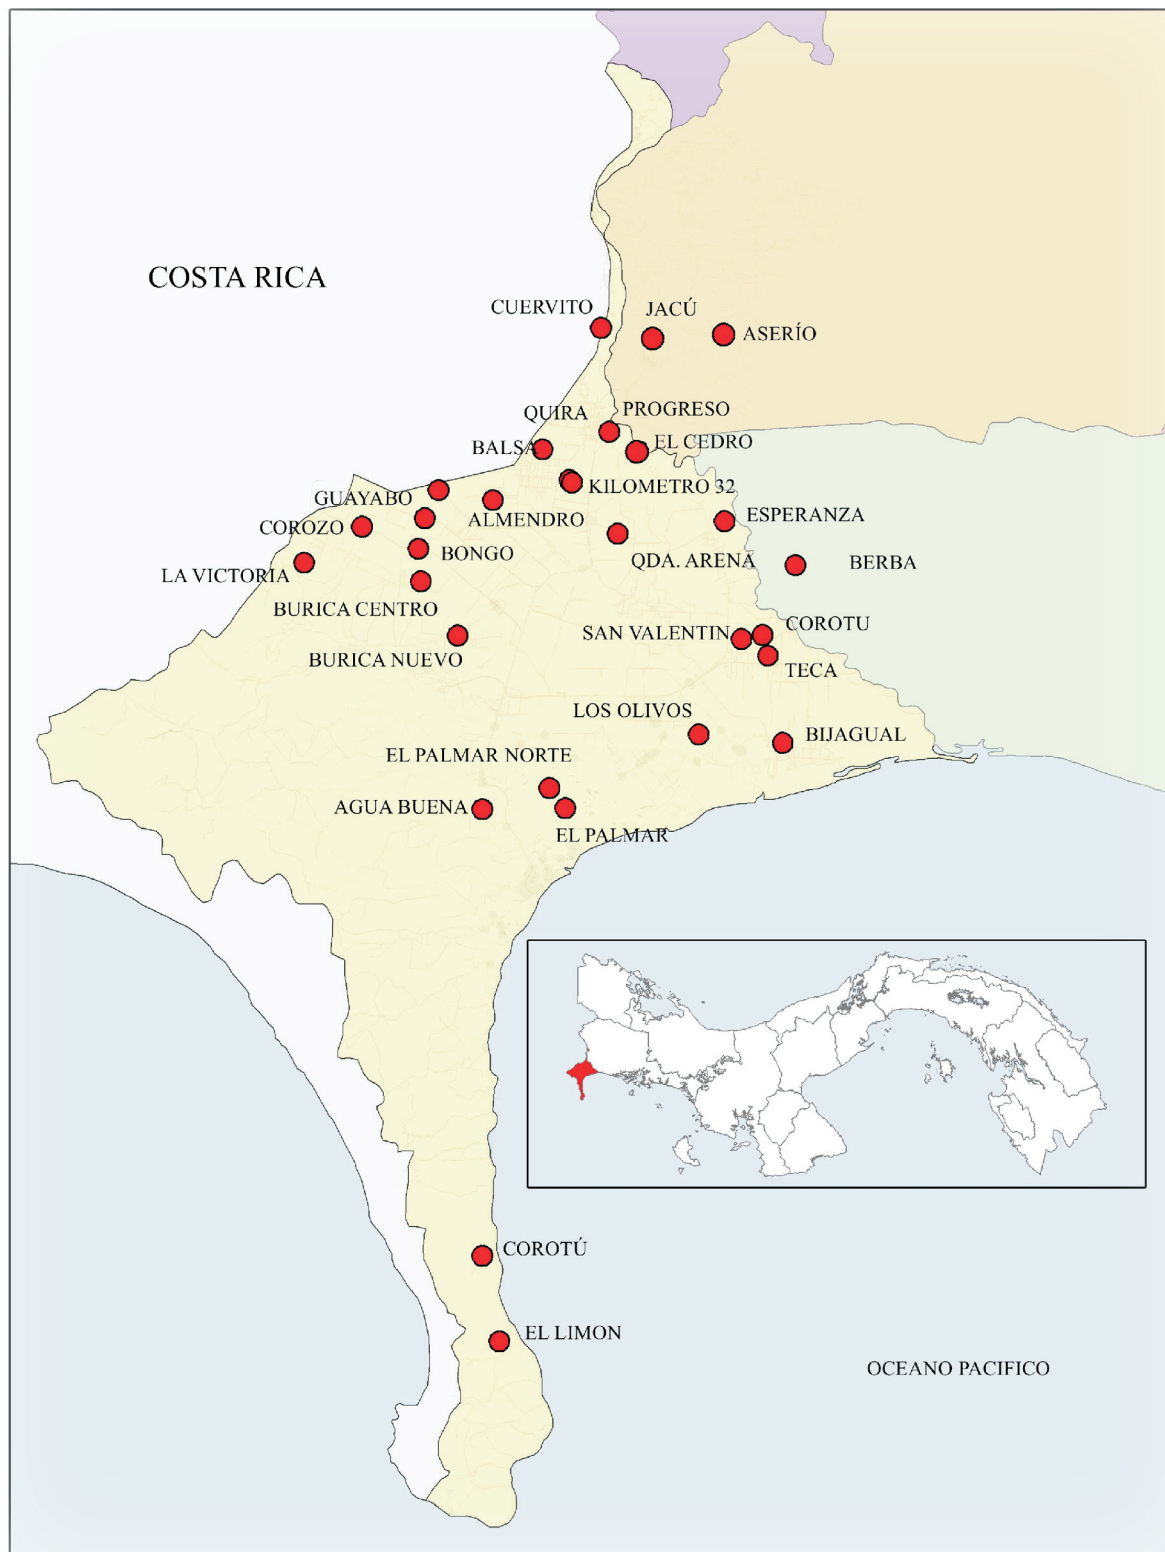 COSTA RICA
CUERVITO
JACÚ
ASERÍO
QUIRA
PROGRESO
BALSA
EL CEDRO
KILOMETRO 32
GUAYABO
ALMENDRO
ESPERANZA
COROZO
BONGO
QDA. ARENA
BERBA
LA VICTORIA
BURICA CENTRO
SAN VALENTIN
COROTU
BURICA NUEVO
TECA
LOS OLIVOS
BIJAGUAL
EL PALMAR NORTE
AGUA BUENA
EL PALMAR
COROTÚ
EL LIMON
OCEANO PACIFICO